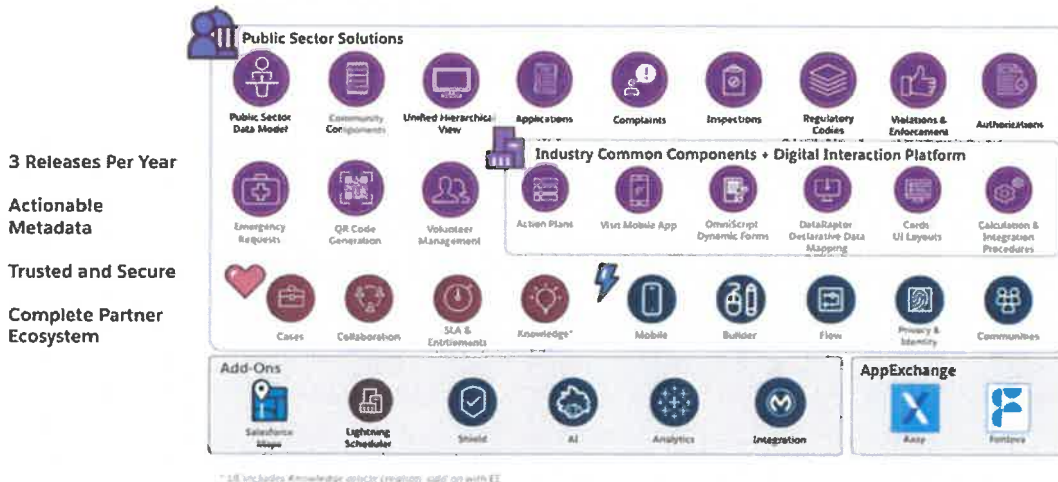 Public Sector Solutions
Public Sector
Data Model
Community
Components
Unified Hierarchical
View
Applications
Complaints
Inspections
Regulatory
Codies
Violations &
Enforcement
Authorizations
3 Releases Per Year
Actionable
Metadata
Trusted and Secure
Complete Partner
Ecosystem
Industry Common Components + Digital Interaction Platform
Emergency
Requests
QR Code
Generation
Volunteer
Management
Action Plans
Visit Mobile App
OmniScript
Dynamic Forms
DataRaptor
Declarative Data
Mapping
Cards
UI Layouts
Calculation &
Integration
Procedures
Cases
Collaboration
SLA &
Entitlements
Knowledge*
Mobile
Builder
Flow
Privacy &
Identity
Communities
Add-Ons
Salesforce
Maps
Lightning
Scheduler
Shield
AI
Analytics
Integration
AppExchange